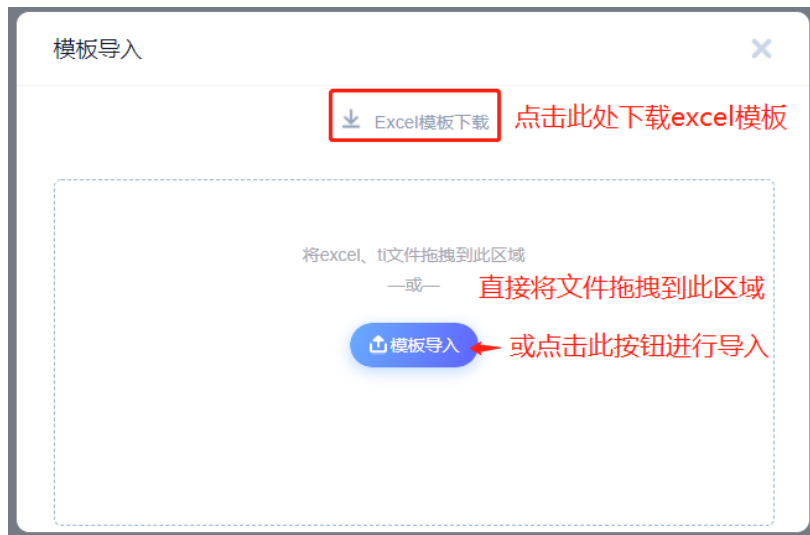 模板导入
Excel模板下载 点击此处下载excel模板
将excel、ti文件拖拽到此区域
—或—
直接将文件拖拽到此区域
模板导入
或点击此按钮进行导入